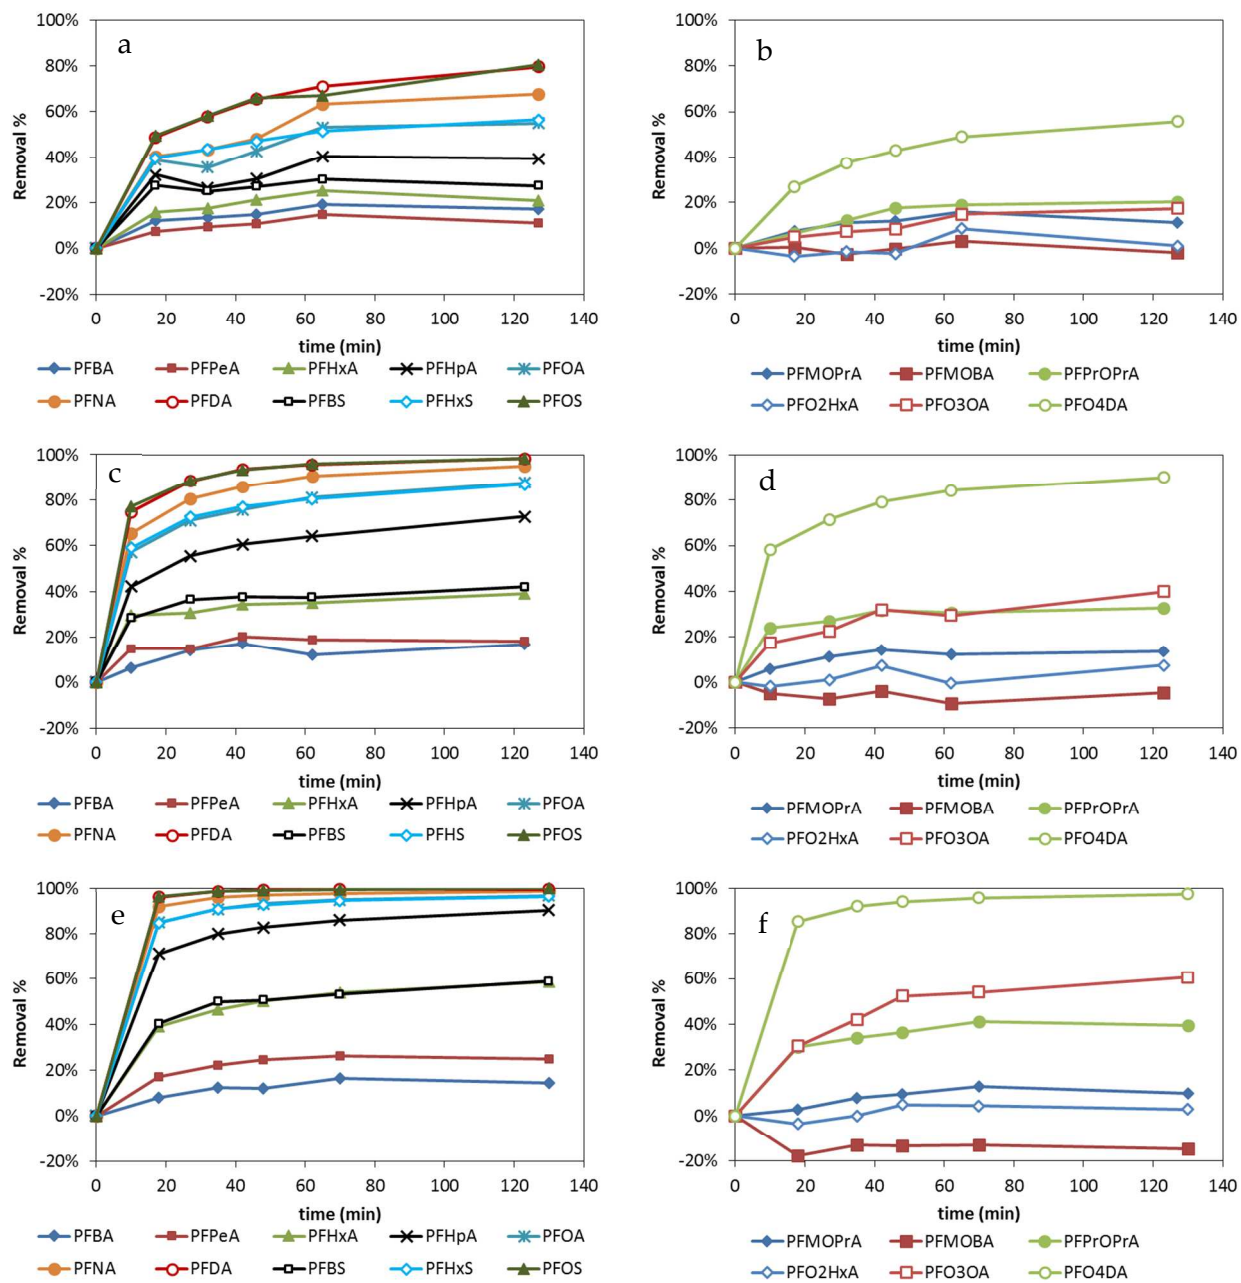 a
Removal %
100%
80%
60%
40%
20%
0%
-20%
0 20 40 60 80 100 120 140
time (min)
PFBA PFPeA PFHxA PFHpA PFOA
PFNA PFDA PFBS PFHxS PFOS
b
Removal %
100%
80%
60%
40%
20%
0%
-20%
0 20 40 60 80 100 120 140
time (min)
PFMOPrA PFMOBA PFPrOPrA
PFO2HxA PFO3OA PFO4DA
c
Removal %
100%
80%
60%
40%
20%
0%
-20%
0 20 40 60 80 100 120 140
time (min)
PFBA PFPeA PFHxA PFHpA PFOA
PFNA PFDA PFBS PFHS PFOS
d
Removal %
100%
80%
60%
40%
20%
0%
-20%
0 20 40 60 80 100 120 140
time (min)
PFMOPrA PFMOBA PFPrOPrA
PFO2HxA PFO3OA PFO4DA
e
Removal %
100%
80%
60%
40%
20%
0%
-20%
0 20 40 60 80 100 120 140
time (min)
PFBA PFPeA PFHxA PFHpA PFOA
PFNA PFDA PFBS PFHxS PFOS
f
Removal %
100%
80%
60%
40%
20%
0%
-20%
0 20 40 60 80 100 120 140
time (min)
PFMOPrA PFMOBA PFPrOPrA
PFO2HxA PFO3OA PFO4DA